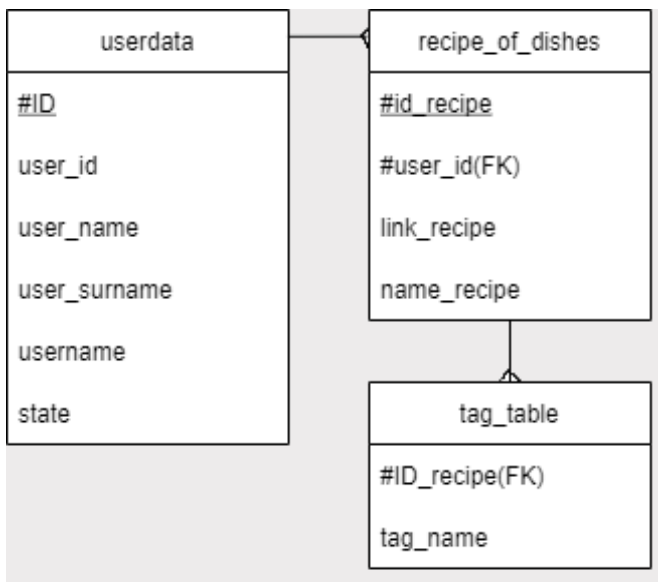 userdata
#ID
user_id
user_name
user_surname
username
state
recipe_of_dishes
#id_recipe
#user_id(FK)
link_recipe
name_recipe
tag_table
#ID_recipe(FK)
tag_name